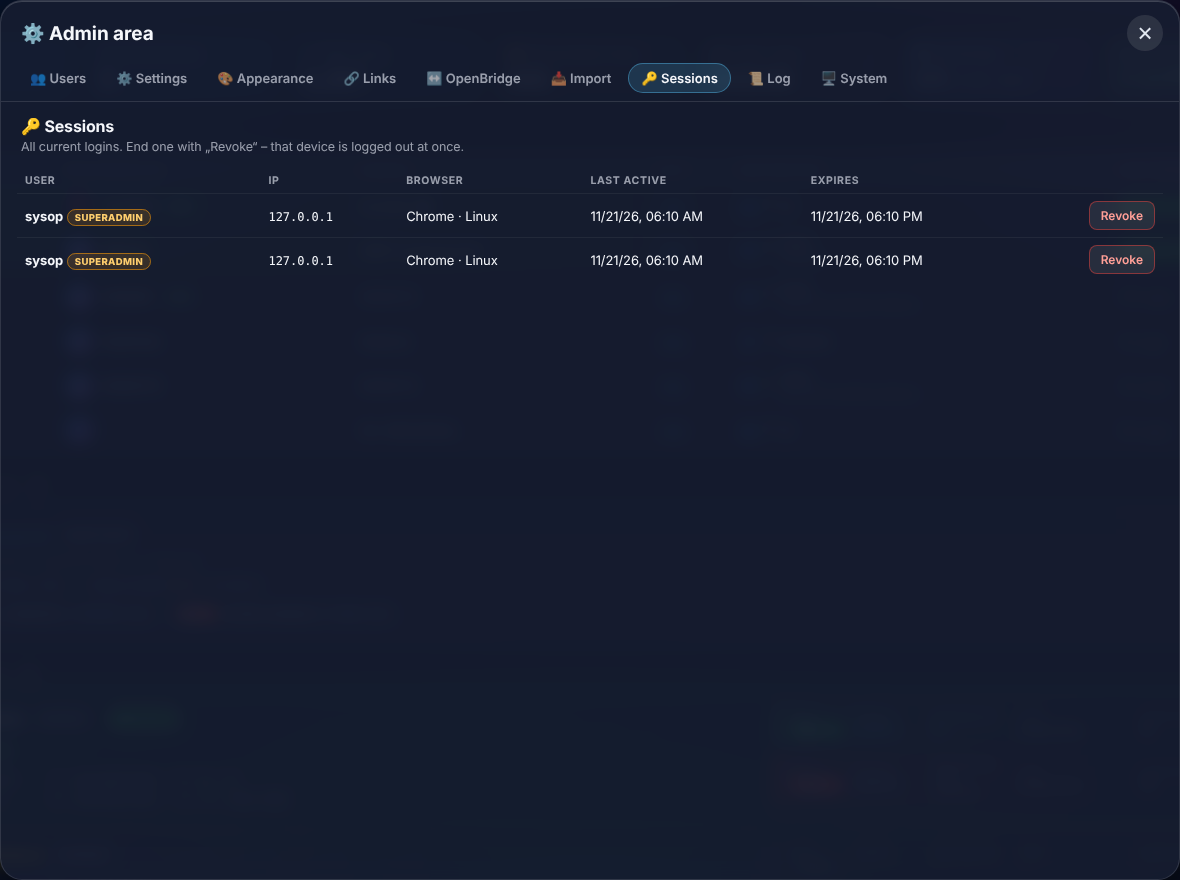 ⚙️ Admin area
✕
👥 Users ⚙️ Settings 🎨 Appearance 🔗 Links ↔️ OpenBridge 📥 Import 🔑 Sessions 📜 Log 🖥️ System
🔑 Sessions
All current logins. End one with „Revoke“ – that device is logged out at once.
USER IP BROWSER LAST ACTIVE EXPIRES
sysop SUPERADMIN 127.0.0.1 Chrome · Linux 11/21/26, 06:10 AM 11/21/26, 06:10 PM Revoke
sysop SUPERADMIN 127.0.0.1 Chrome · Linux 11/21/26, 06:10 AM 11/21/26, 06:10 PM Revoke